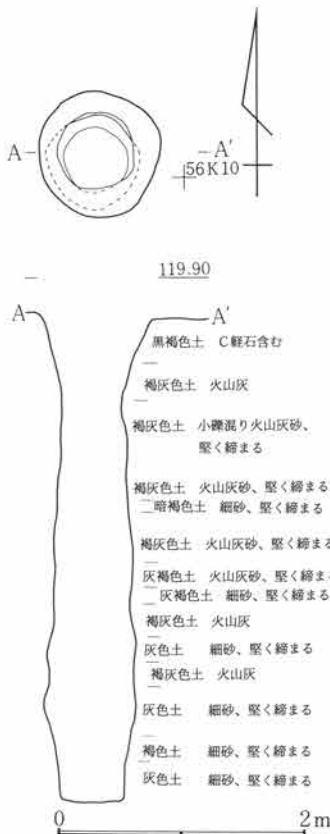 A
A'
56K10
119.90
A
A'
黒褐色土 C軽石含む
褐灰色土 火山灰
褐灰色土 小礫混り火山灰砂、
堅く締まる
褐灰色土 火山灰砂、堅く締まる
暗褐色土 細砂、堅く締まる
褐灰色土 火山灰砂、堅く締まる
灰褐色土 火山灰砂、堅く締まる
灰褐色土 細砂、堅く締まる
褐灰色土 火山灰
灰色土 細砂、堅く締まる
褐灰色土 火山灰
灰色土 細砂、堅く締まる
褐色土 細砂、堅く締まる
灰色土 細砂、堅く締まる
0 2m